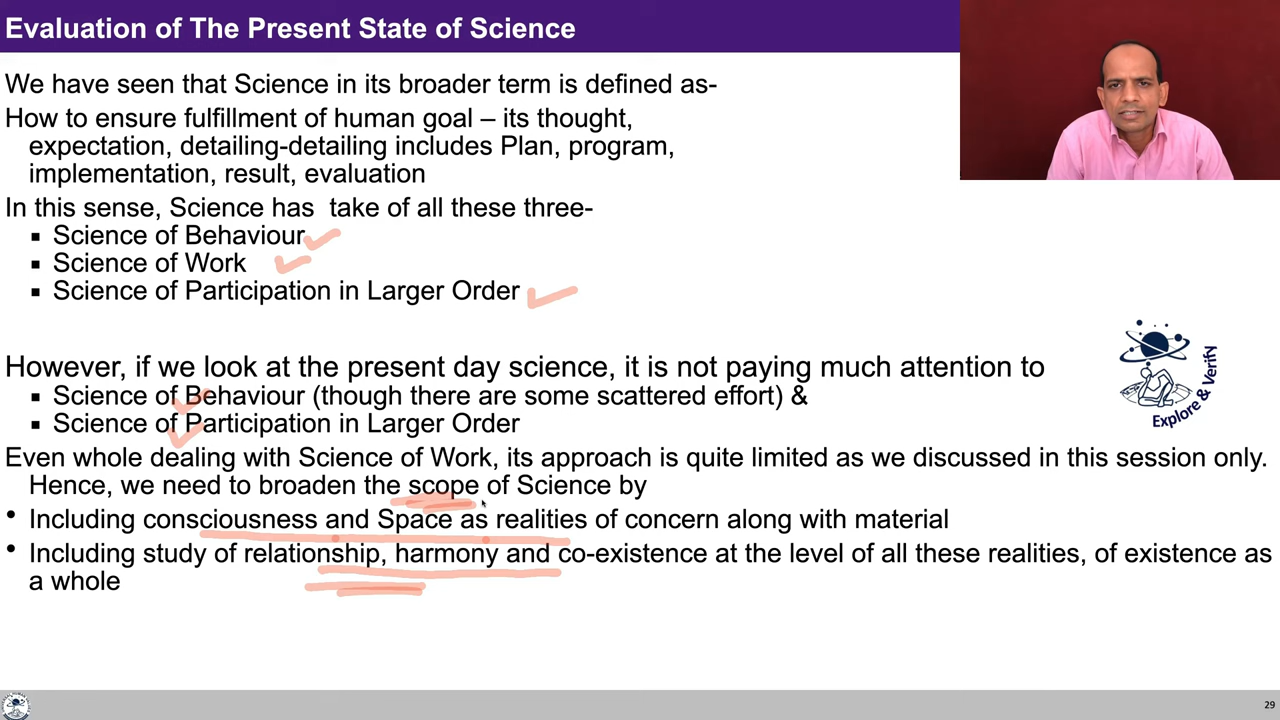 Evaluation of The Present State of Science
We have seen that Science in its broader term is defined as-
How to ensure fulfillment of human goal – its thought,
expectation, detailing-detailing includes Plan, program,
implementation, result, evaluation
In this sense, Science has take of all these three-
▪ Science of Behaviour
▪ Science of Work
▪ Science of Participation in Larger Order
However, if we look at the present day science, it is not paying much attention to
▪ Science of Behaviour (though there are some scattered effort) &
▪ Science of Participation in Larger Order
Even whole dealing with Science of Work, its approach is quite limited as we discussed in this session only.
Hence, we need to broaden the scope of Science by
• Including consciousness and Space as realities of concern along with material
• Including study of relationship, harmony and co-existence at the level of all these realities, of existence as
a whole
Explore & Verify
29